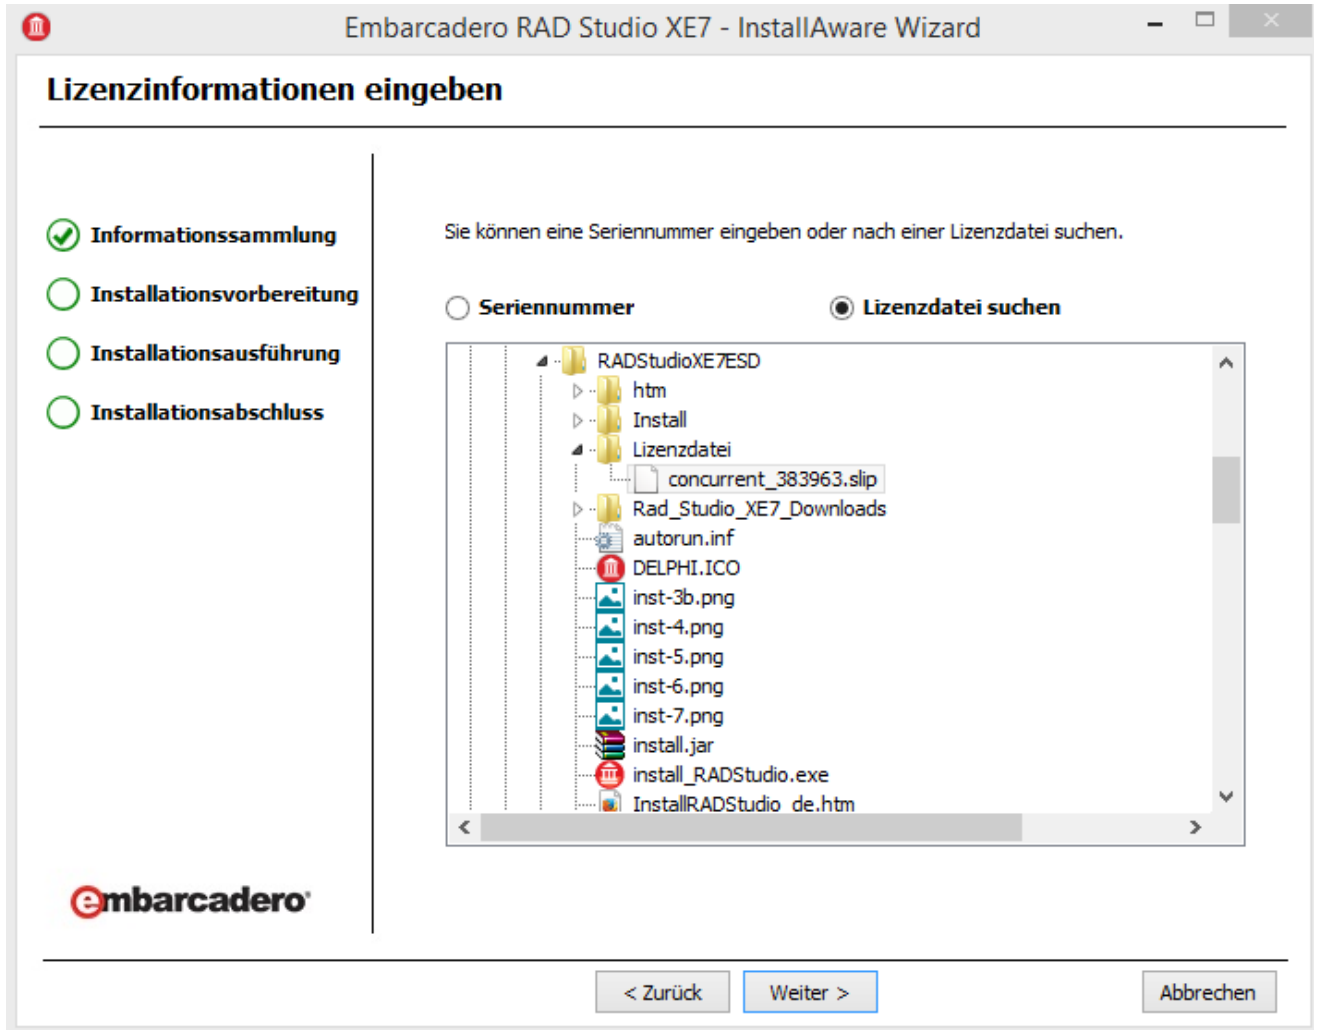 Embarcadero RAD Studio XE7 - InstallAware Wizard
Lizenzinformationen eingeben
Informationssammlung
Installationsvorbereitung
Installationsausführung
Installationsabschluss
Sie können eine Seriennummer eingeben oder nach einer Lizenzdatei suchen.
Seriennummer Lizenzdatei suchen
RADStudioXE7ESD
htm
Install
Lizenzdatei
concurrent_383963.slip
Rad_Studio_XE7_Downloads
autorun.inf
DELPHI.ICO
inst-3b.png
inst-4.png
inst-5.png
inst-6.png
inst-7.png
install.jar
install_RADStudio.exe
InstallRADStudio_de.htm
embarcadero
< Zurück Weiter > Abbrechen